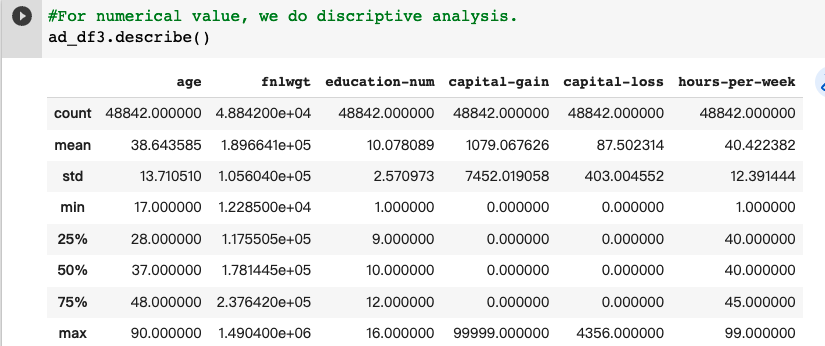 #For numerical value, we do discriptive analysis.
ad_df3.describe()
age fnlwgt education-num capital-gain capital-loss hours-per-week
count 48842.000000 4.884200e+04 48842.000000 48842.000000 48842.000000 48842.000000
mean 38.643585 1.896641e+05 10.078089 1079.067626 87.502314 40.422382
std 13.710510 1.056040e+05 2.570973 7452.019058 403.004552 12.391444
min 17.000000 1.228500e+04 1.000000 0.000000 0.000000 1.000000
25% 28.000000 1.175505e+05 9.000000 0.000000 0.000000 40.000000
50% 37.000000 1.781445e+05 10.000000 0.000000 0.000000 40.000000
75% 48.000000 2.376420e+05 12.000000 0.000000 0.000000 45.000000
max 90.000000 1.490400e+06 16.000000 99999.000000 4356.000000 99.000000